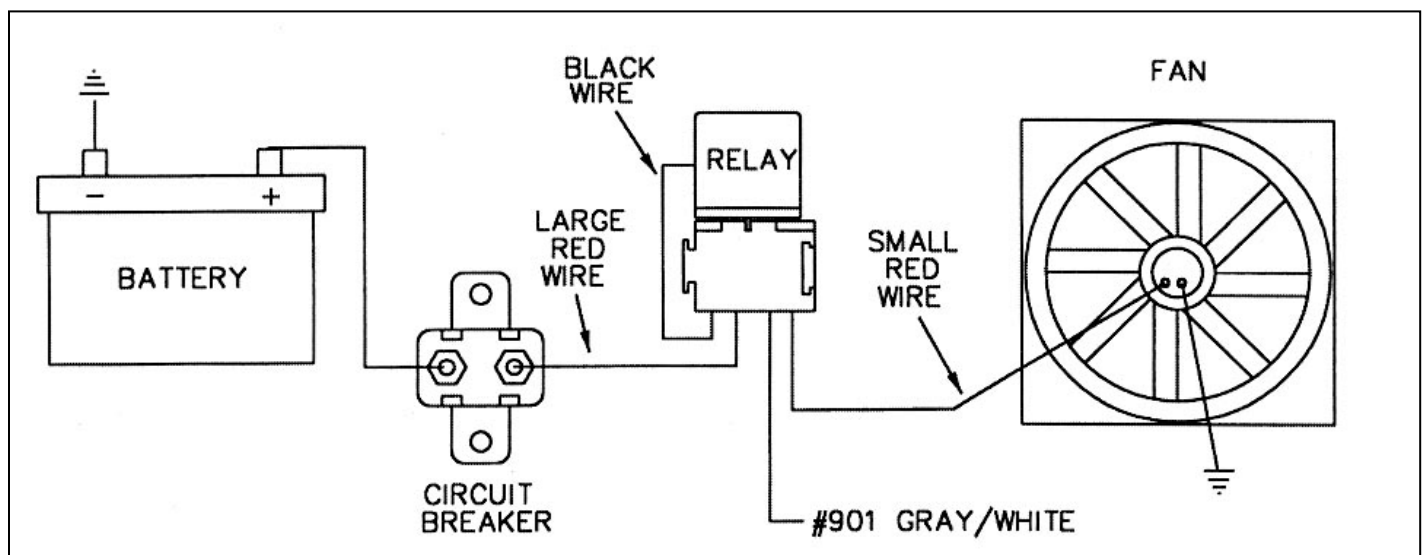 BLACK
WIRE
FAN
RELAY
LARGE
RED
WIRE
SMALL
RED
WIRE
− +
BATTERY
CIRCUIT
BREAKER
#901 GRAY/WHITE